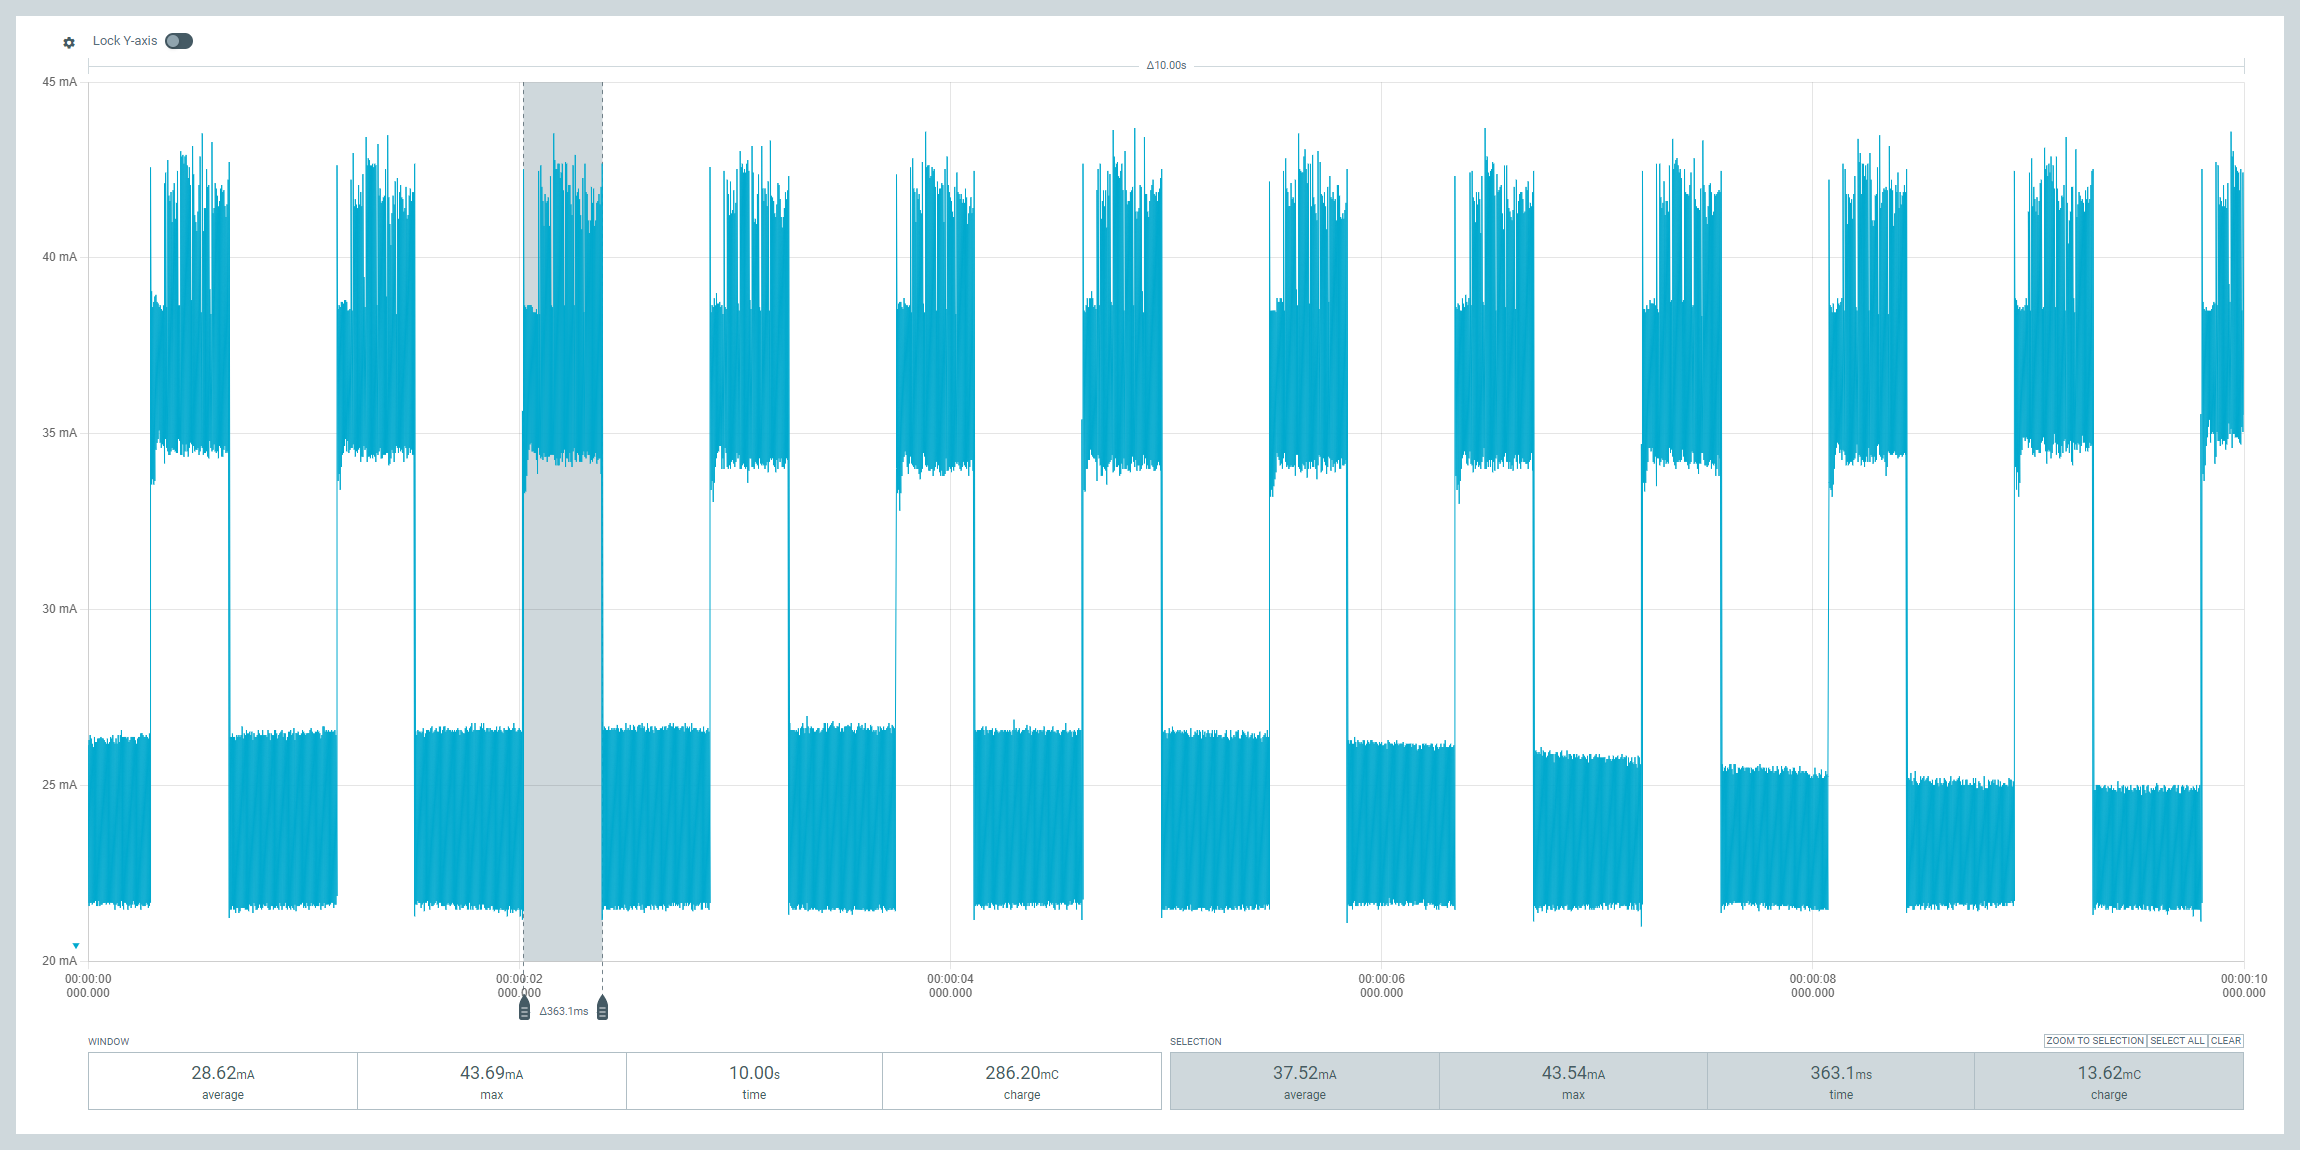 Lock Y-axis
Δ10.00s
45 mA
40 mA
35 mA
30 mA
25 mA
20 mA
00:00:00 00:00:02 00:00:04 00:00:06 00:00:08 00:00:10
000.000 000.000 000.000 000.000 000.000 000.000
Δ363.1ms
WINDOW SELECTION ZOOM TO SELECTION SELECT ALL CLEAR
28.62mA 43.69mA 10.00s 286.20mC 37.52mA 43.54mA 363.1ms 13.62mC
average max time charge average max time charge